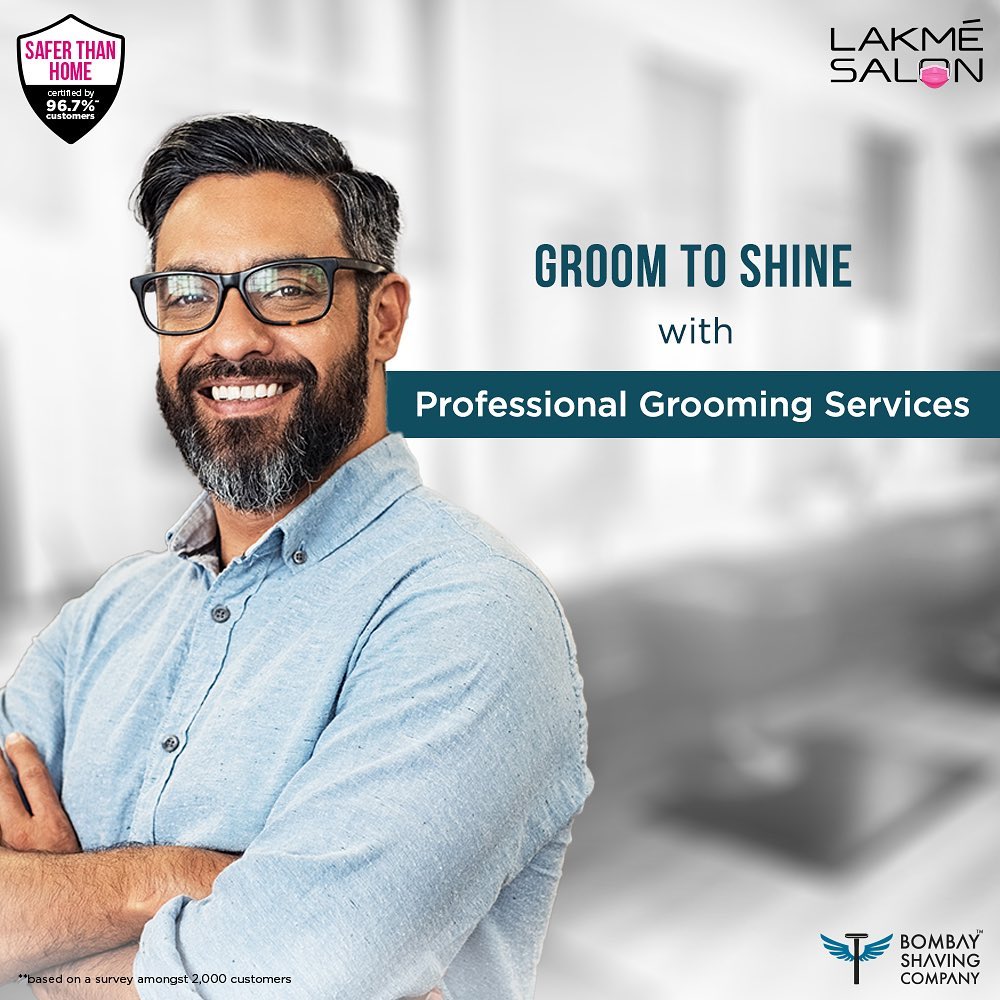 SAFER THAN
HOME
certified by
96.7%**
customers
LAKMÉ
SALON
GROOM TO SHINE
with
Professional Grooming Services
BOMBAY™
SHAVING
COMPANY
**based on a survey amongst 2,000 customers